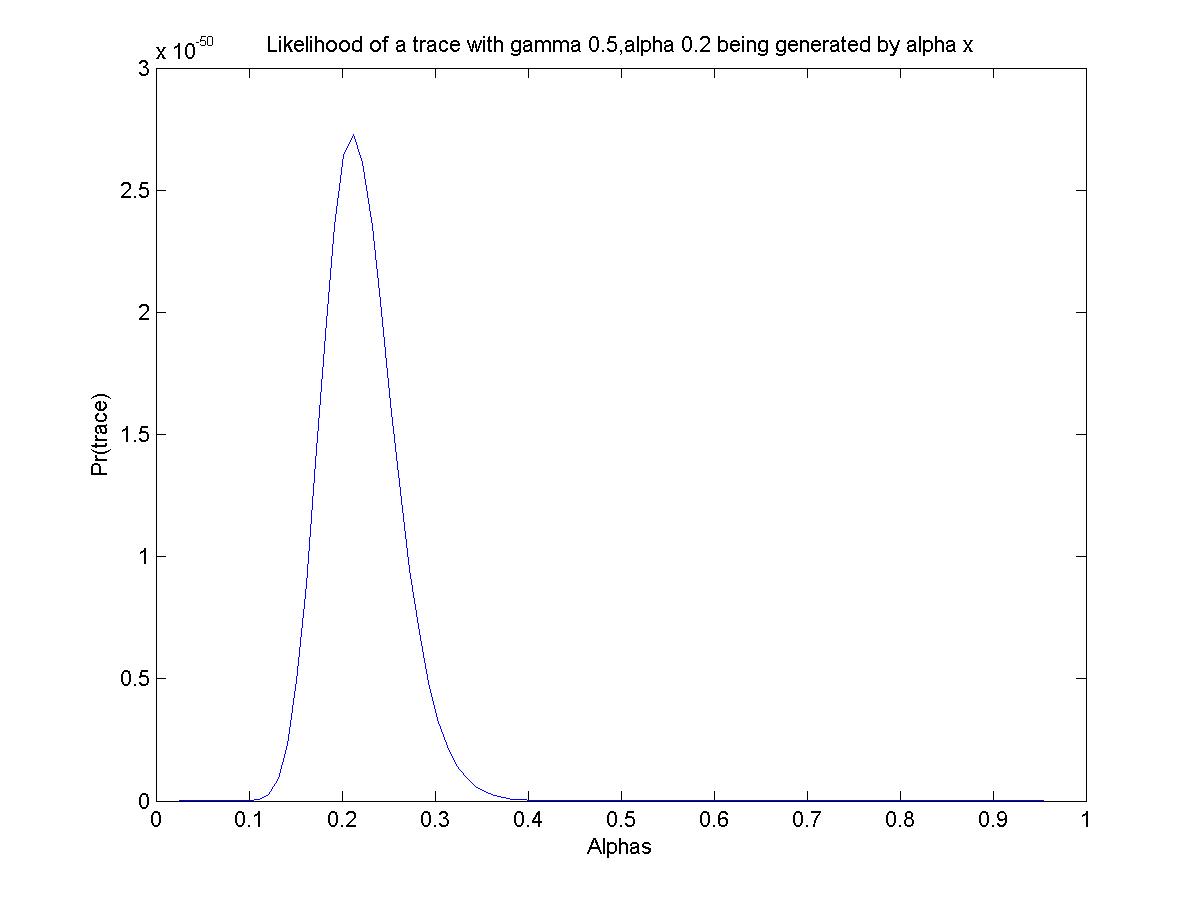 x 10^-50
Likelihood of a trace with gamma 0.5,alpha 0.2 being generated by alpha x
3
2.5
2
1.5
1
0.5
0
Pr(trace)
0 0.1 0.2 0.3 0.4 0.5 0.6 0.7 0.8 0.9 1
Alphas